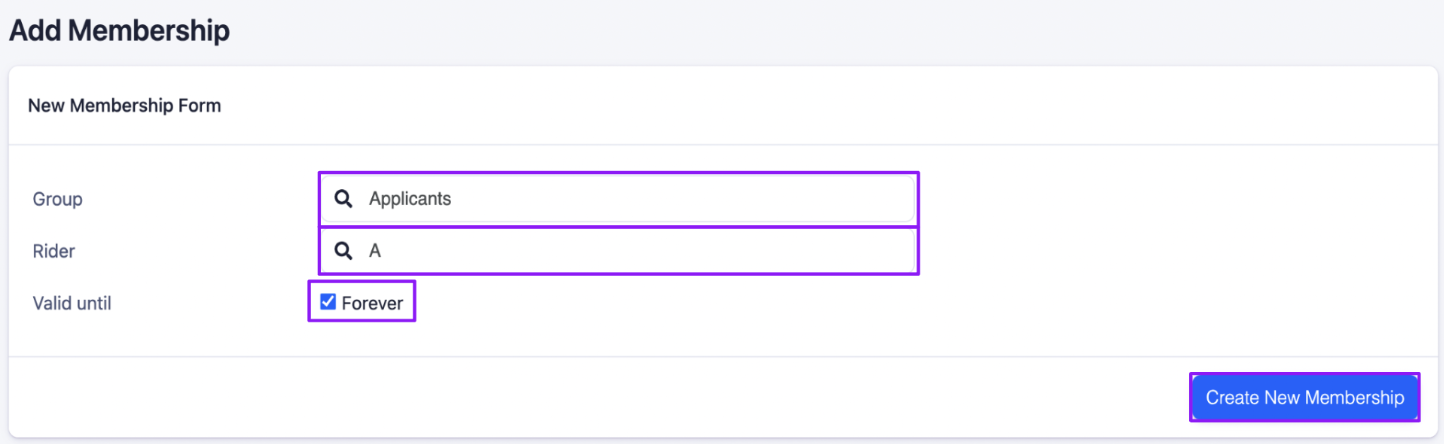 Add Membership
New Membership Form
Group Applicants
Rider A
Valid until Forever
Create New Membership